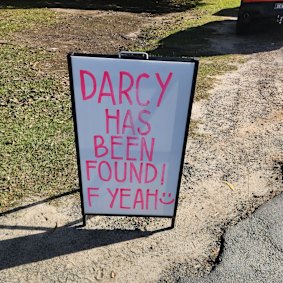 DARCY
HAS
BEEN
FOUND!
F YEAH